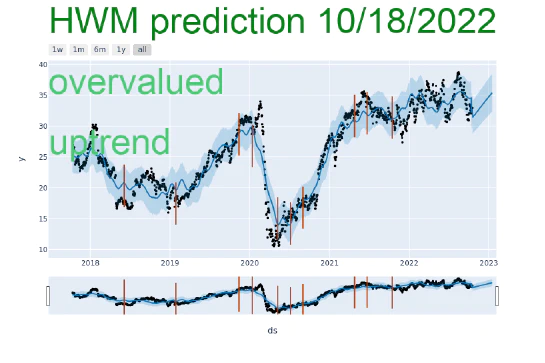 HWM prediction 10/18/2022
1w 1m 6m 1y all
40
overvalued
35
30
uptrend
25
y
20
15
10
2018 2019 2020 2021 2022 2023
ds